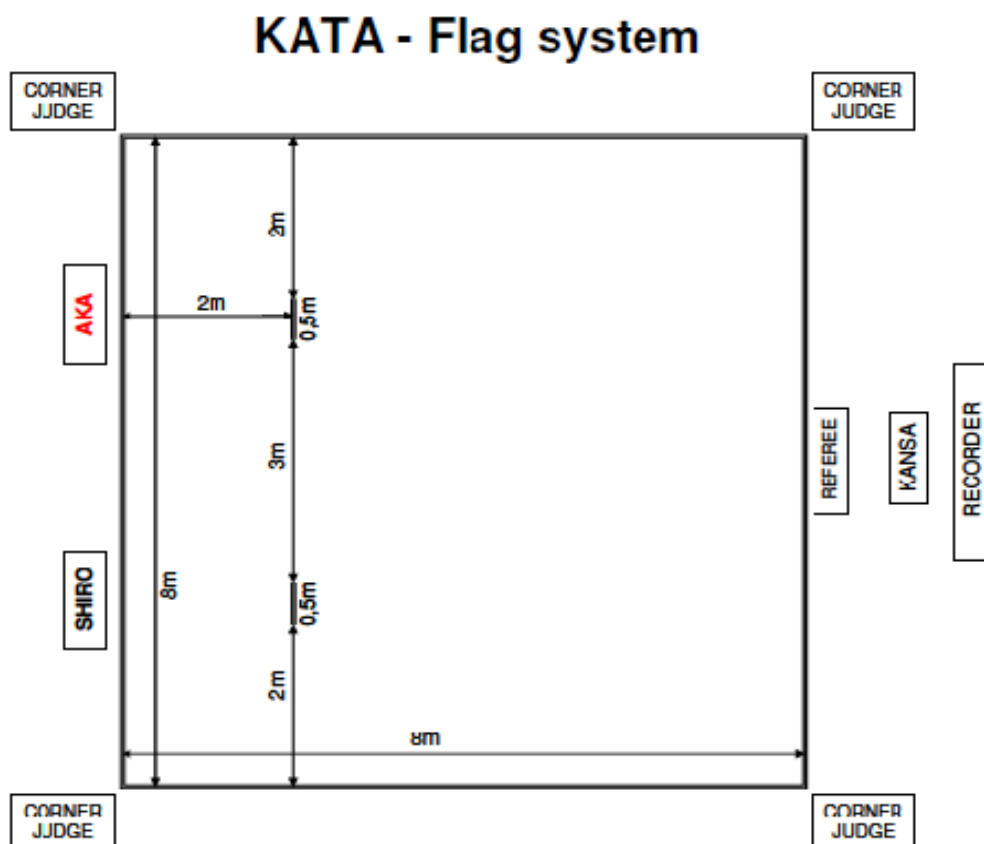 KATA - Flag system
CORNER
JUDGE
CORNER
JUDGE
2m
AKA
2m
0,5m
3m
REFEREE
KANSA
RECORDER
SHIRO
8m
0,5m
2m
8m
CORNER
JUDGE
CORNER
JUDGE